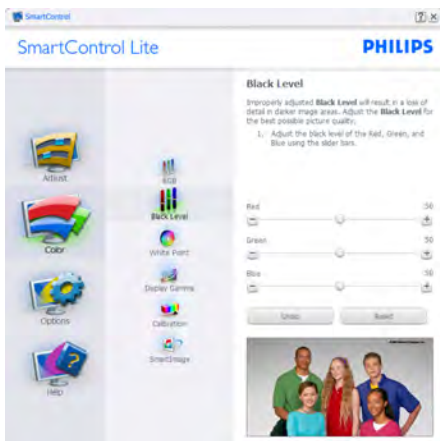 SmartControl
SmartControl Lite
PHILIPS
Black Level
Improperly adjusted Black Level will result in a loss of
detail in darker image areas. Adjust the Black Level for
the best possible picture quality.
1. Adjust the black level of the Red, Green, and
Blue using the slider bars.
Adjust
Color
Options
Help
RGB
Black Level
White Point
Display Gamma
Calibration
SmartImage
Red 50
Green 50
Blue 50
Undo Reset